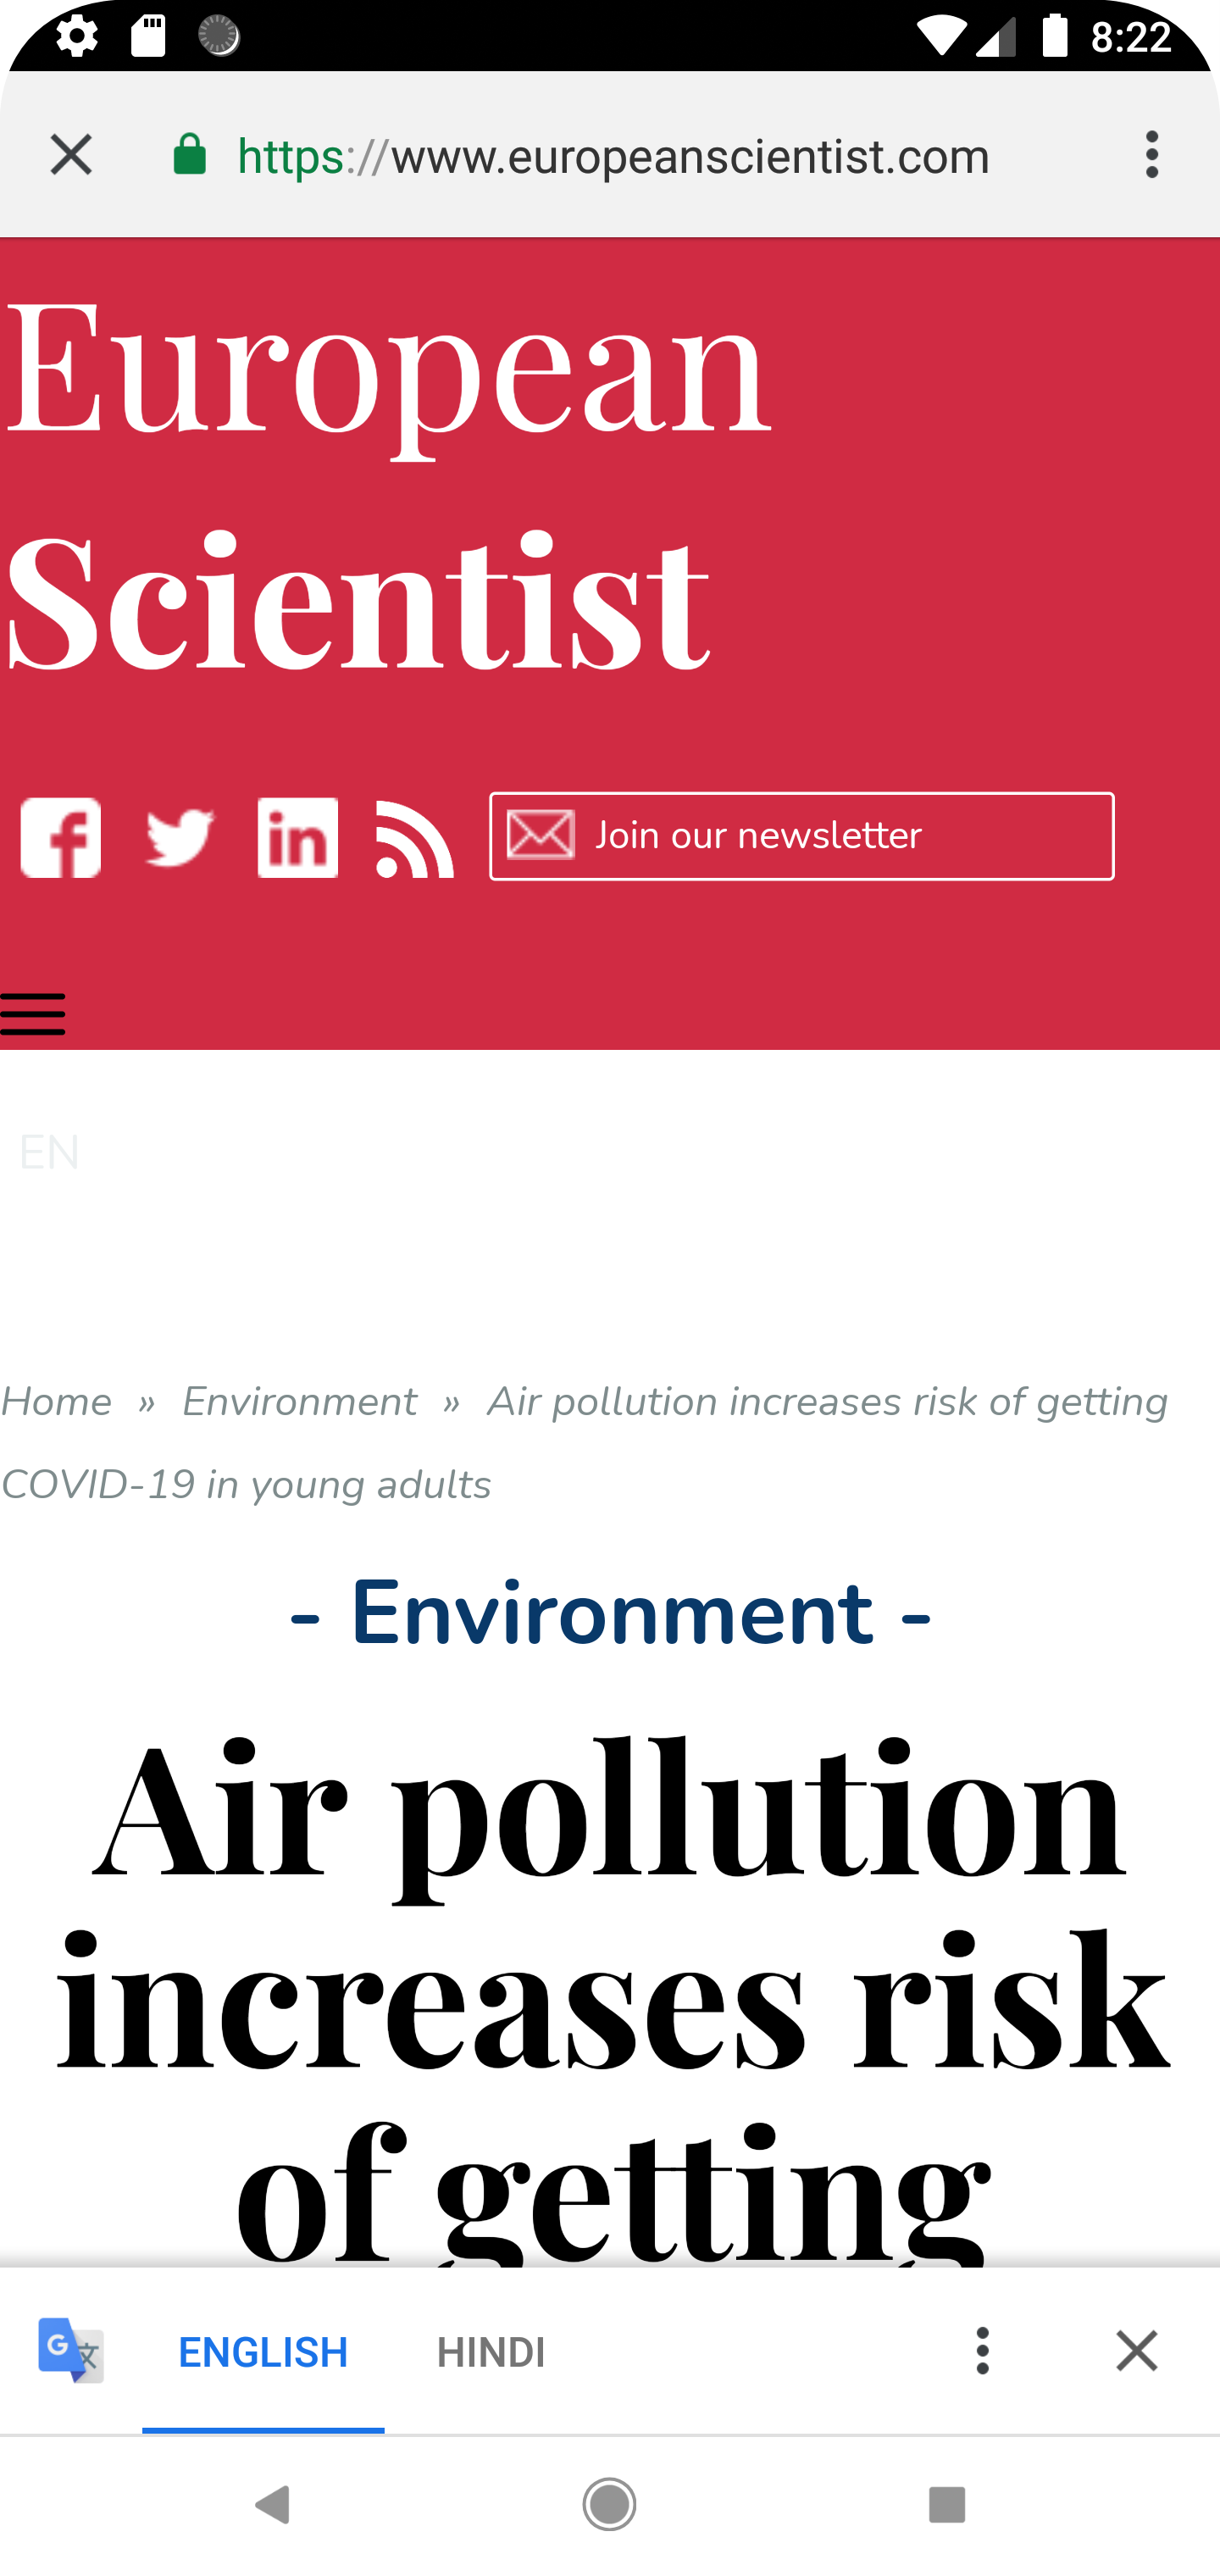 8:22
https://www.europeanscientist.com
European
Scientist
Join our newsletter
EN
Home » Environment » Air pollution increases risk of getting
COVID-19 in young adults
- Environment -
Air pollution
increases risk
of getting
ENGLISH HINDI